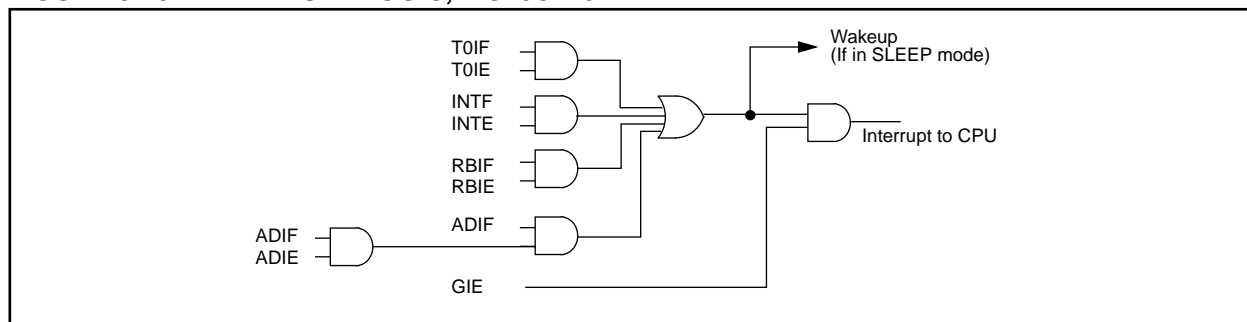 Wakeup
(If in SLEEP mode)
T0IF
T0IE
INTF
INTE
Interrupt to CPU
RBIF
RBIE
ADIF
ADIF
ADIE
GIE